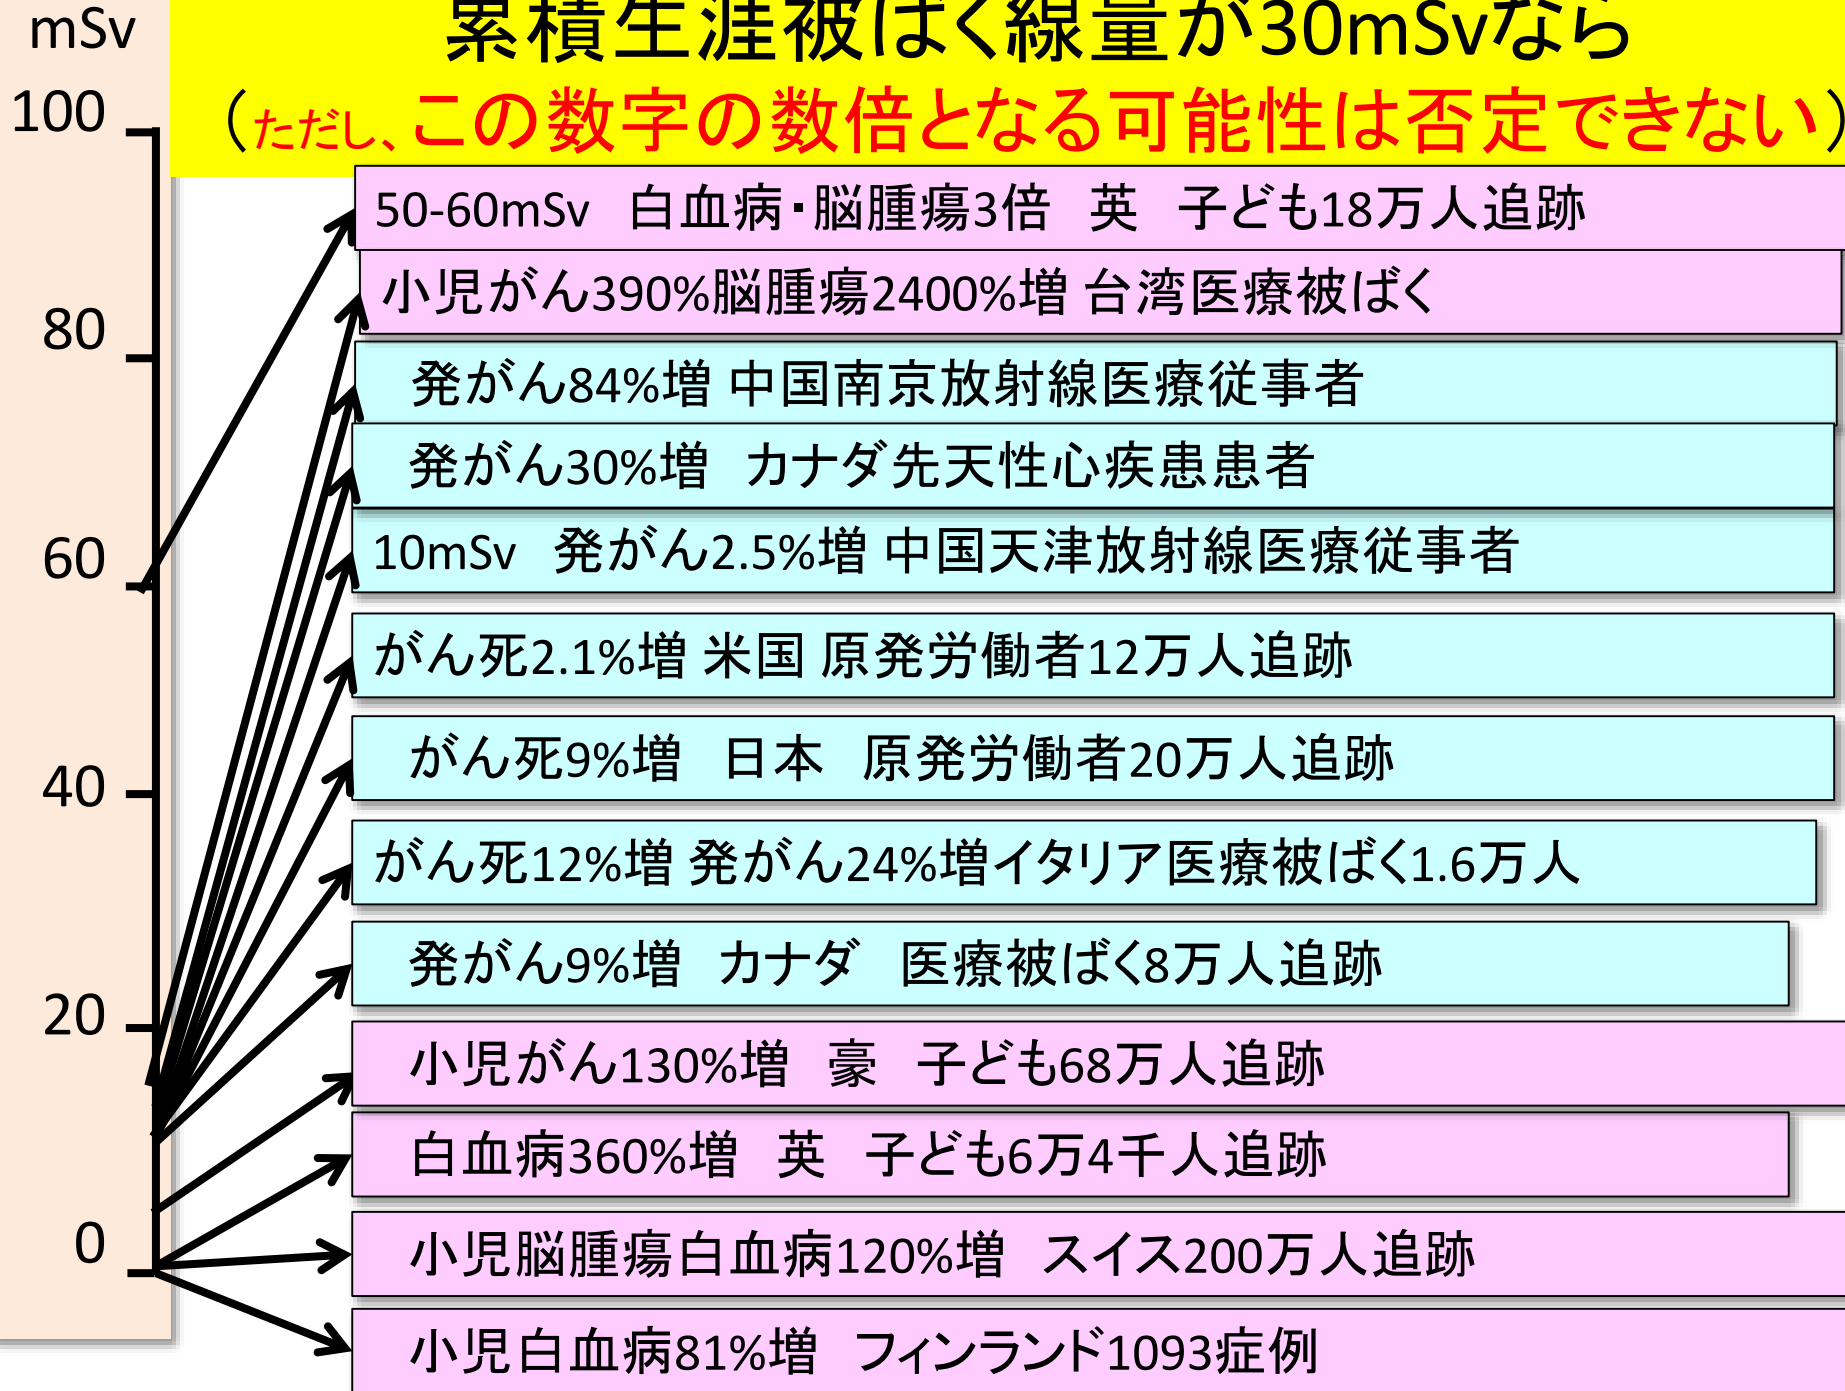 mSv
累積生涯被ばく線量が30mSvなら
（ただし、この数字の数倍となる可能性は否定できない）
100
80
60
40
20
0
50-60mSv　白血病・脳腫瘍3倍　英　子ども18万人追跡
小児がん390%脳腫瘍2400%増 台湾医療被ばく
発がん84%増 中国南京放射線医療従事者
発がん30%増　カナダ先天性心疾患患者
10mSv　発がん2.5%増 中国天津放射線医療従事者
がん死2.1%増 米国 原発労働者12万人追跡
がん死9%増　日本　原発労働者20万人追跡
がん死12%増 発がん24%増イタリア医療被ばく1.6万人
発がん9%増　カナダ　医療被ばく8万人追跡
小児がん130%増　豪　子ども68万人追跡
白血病360%増　英　子ども6万4千人追跡
小児脳腫瘍白血病120%増　スイス200万人追跡
小児白血病81%増　フィンランド1093症例